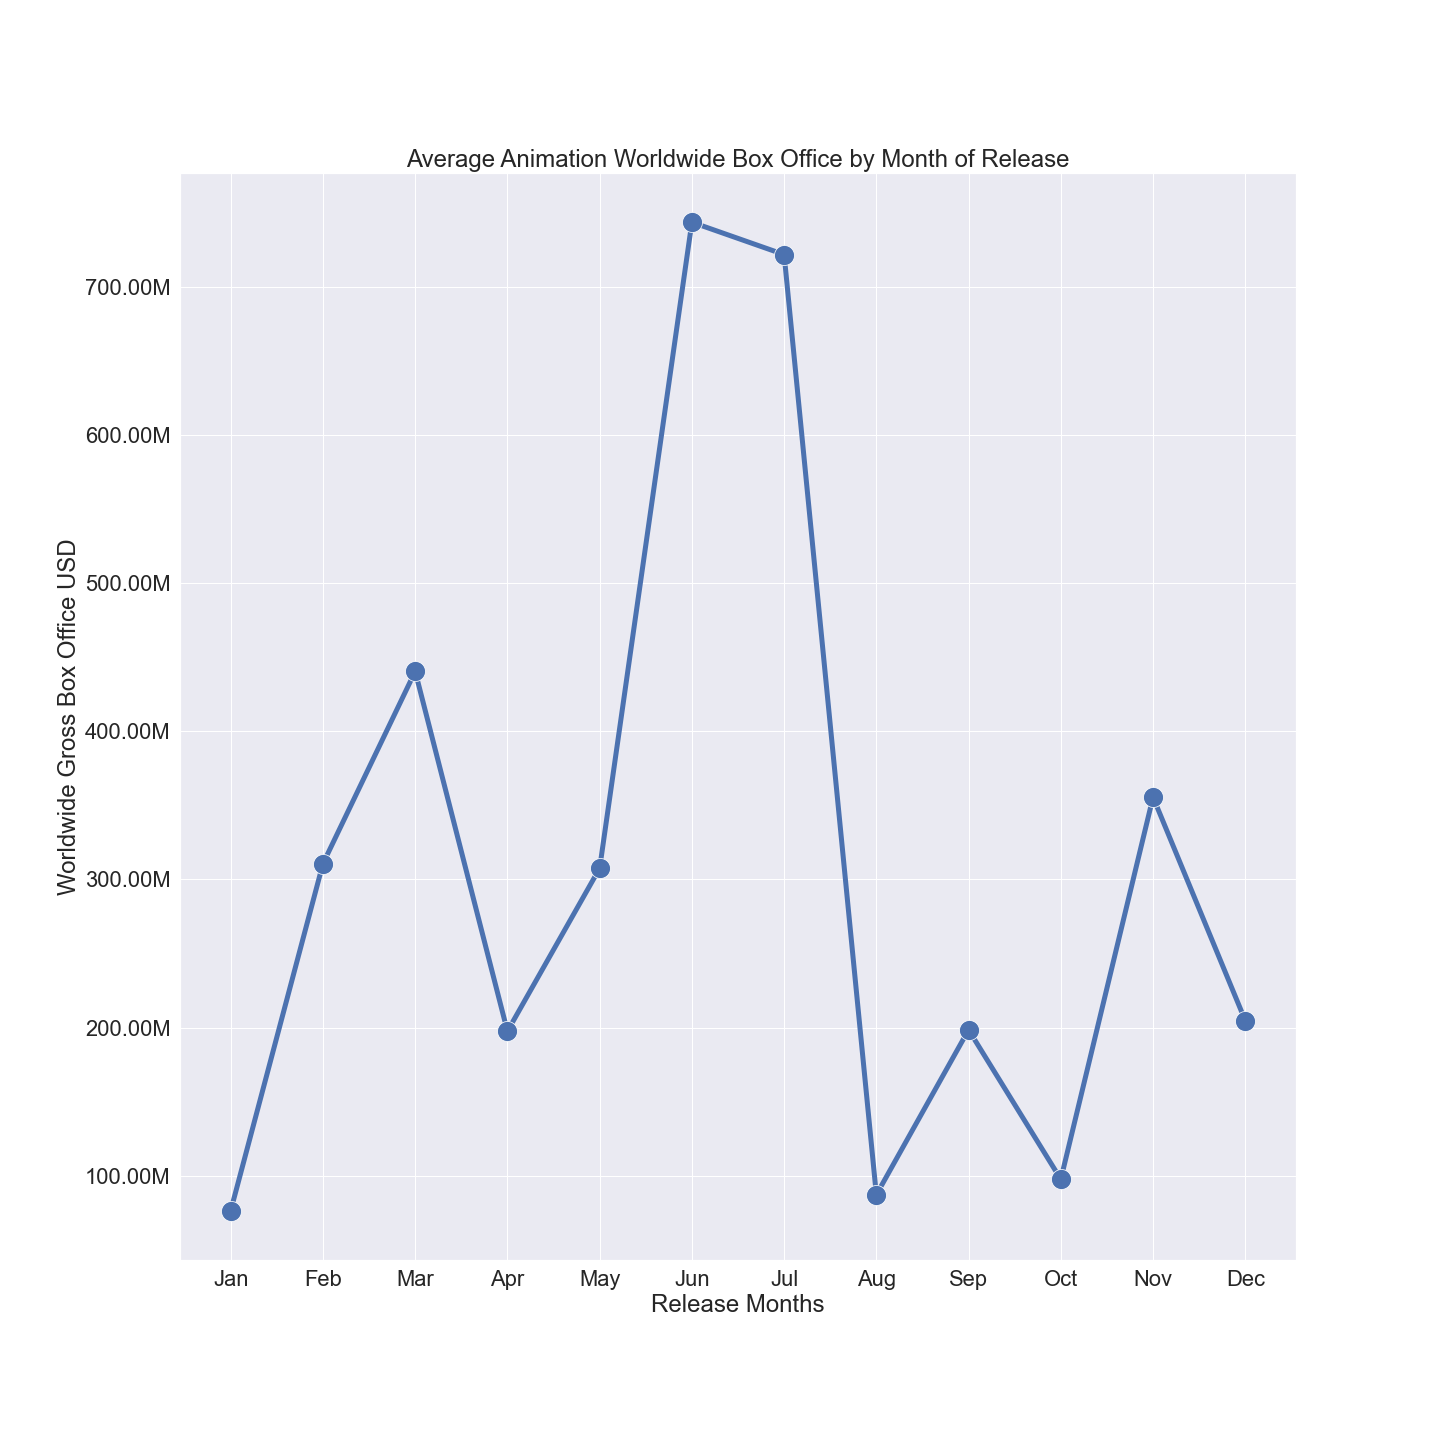 Average Animation Worldwide Box Office by Month of Release
Worldwide Gross Box Office USD
700.00M
600.00M
500.00M
400.00M
300.00M
200.00M
100.00M
Jan Feb Mar Apr May Jun Jul Aug Sep Oct Nov Dec
Release Months